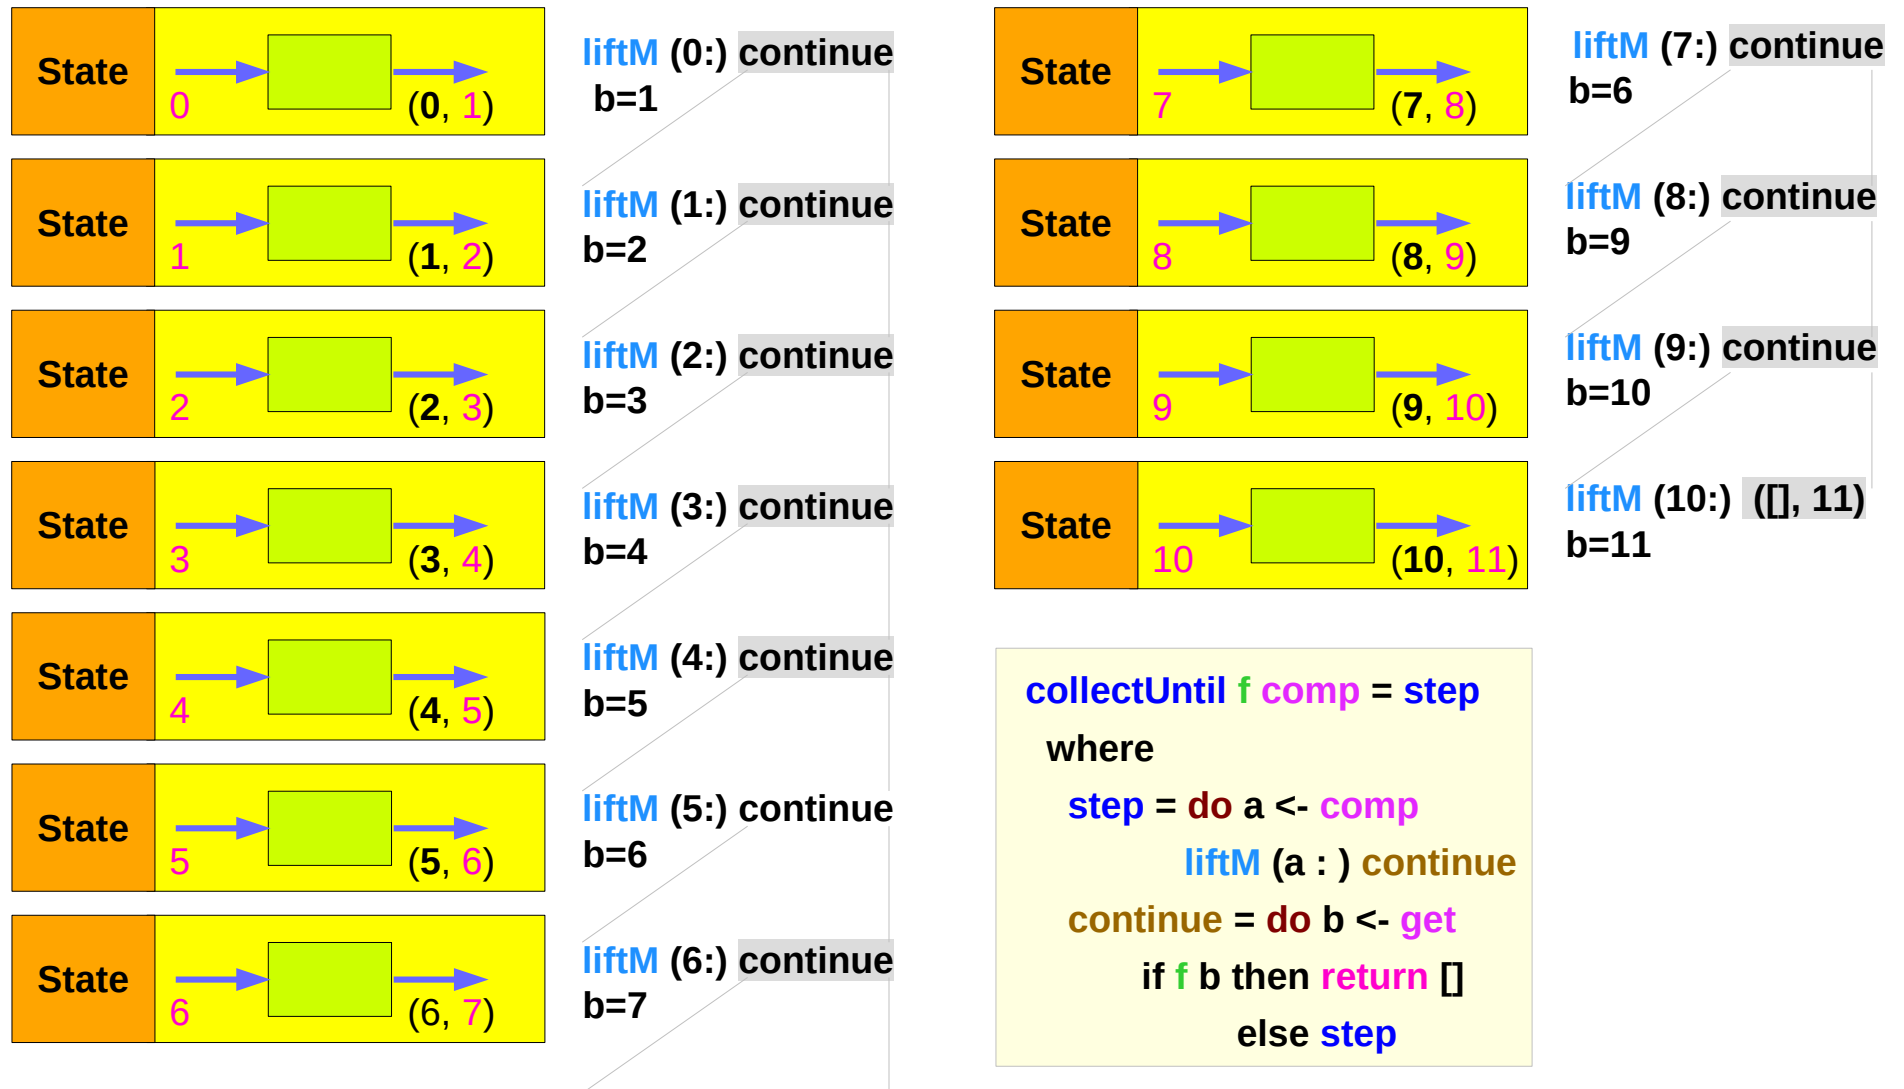 State
0
(0, 1)
liftM (0:) continue
b=1
State
1
(1, 2)
liftM (1:) continue
b=2
State
2
(2, 3)
liftM (2:) continue
b=3
State
3
(3, 4)
liftM (3:) continue
b=4
State
4
(4, 5)
liftM (4:) continue
b=5
State
5
(5, 6)
liftM (5:) continue
b=6
State
6
(6, 7)
liftM (6:) continue
b=7
State
7
(7, 8)
liftM (7:) continue
b=6
State
8
(8, 9)
liftM (8:) continue
b=9
State
9
(9, 10)
liftM (9:) continue
b=10
State
10
(10, 11)
liftM (10:) ([], 11)
b=11
collectUntil f comp = step
where
step = do a <- comp
liftM (a : ) continue
continue = do b <- get
if f b then return []
else step